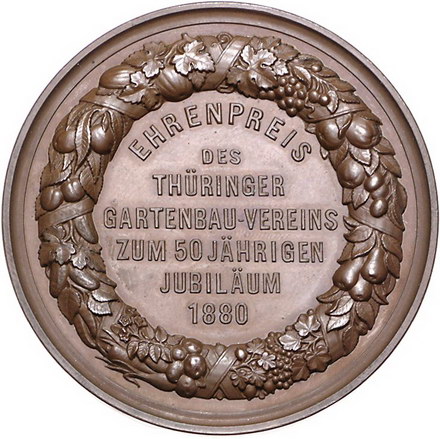 EHRENPREIS
DES
THÜRINGER
GARTENBAU-VEREINS
ZUM 50 JÄHRIGEN
JUBILÄUM
1880